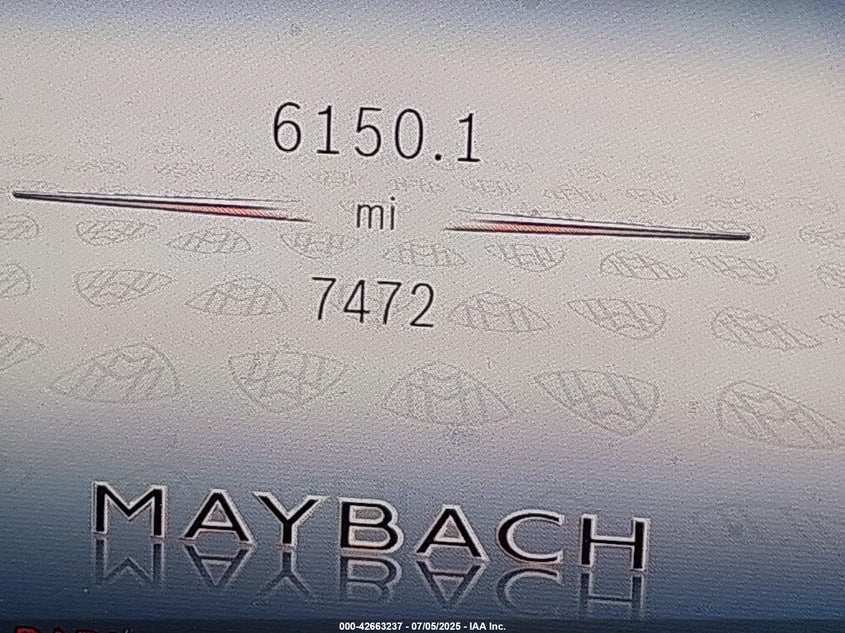 6150.1
mi
7472
MAYBACH
000-42663237 - 07/05/2025 - IAA Inc.